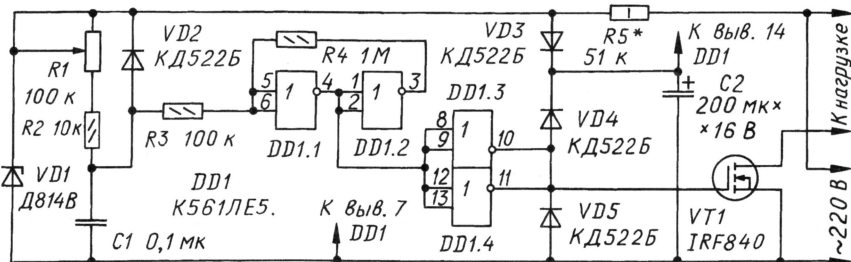 VD2
КД522Б
R1
100 к
R2 10к
VD1
Д814В
C1 0,1 мк
R3 100 к
DD1
К561ЛЕ5.
R4 1М
5
6
1
4
DD1.1
1
2
1
3
DD1.2
К выв. 7
DD1
DD1.3
8
9
1
10
12
13
1
11
DD1.4
VD3
КД522Б
R5*
51 к
К выв. 14
DD1
C2
200 мк×
×16 В
VD4
КД522Б
VD5
КД522Б
VT1
IRF840
К нагрузке
~220 В